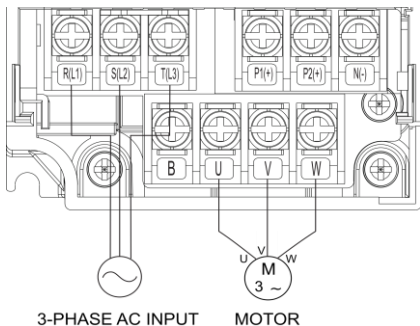 R(L1) S(L2) T(L3) P1(+) P2(+) N(-)
B U V W
U V W
M
3 ~
3-PHASE AC INPUT MOTOR